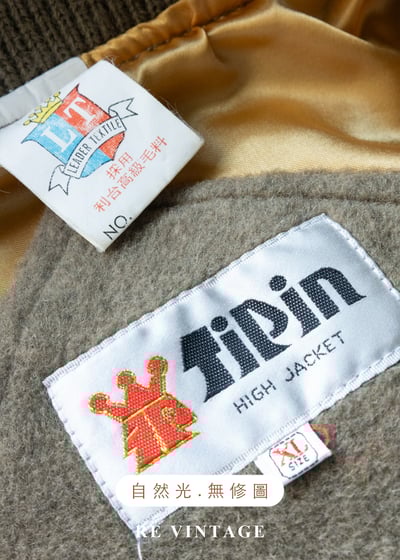 LT
LEADER TEXTILE
採用
利台高級毛料
NO.
TiPin
HIGH JACKET
XL
SIZE
自然光.無修圖
RE VINTAGE